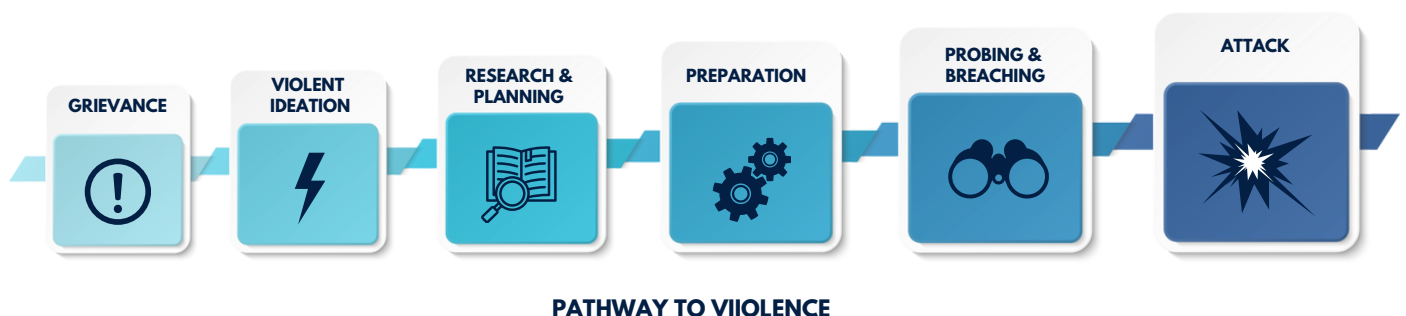 GRIEVANCE
VIOLENT
IDEATION
RESEARCH &
PLANNING
PREPARATION
PROBING &
BREACHING
ATTACK
PATHWAY TO VIIOLENCE